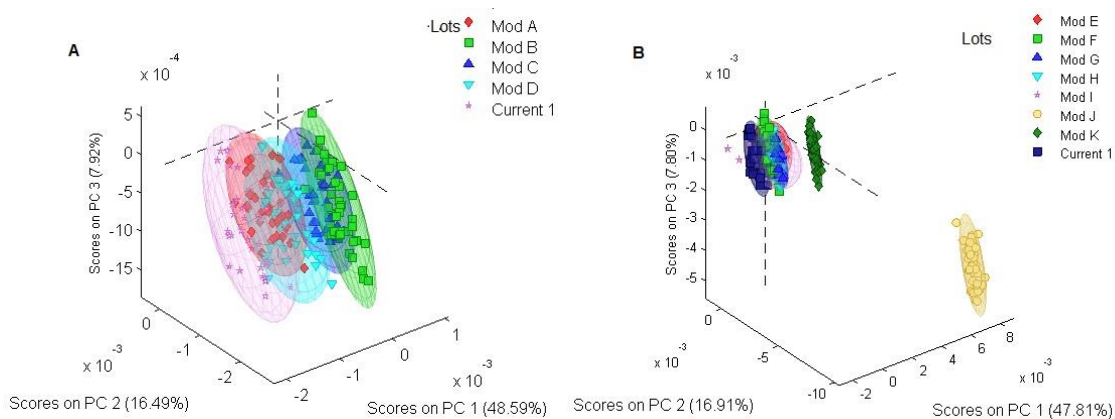 A
·Lots
Mod A
Mod B
Mod C
Mod D
Current 1
x 10 -4
5
0
-5
-10
-15
Scores on PC 3 (7.92%)
0
-1
-2
x 10 -3
Scores on PC 2 (16.49%)
-2
-1
0
1
x 10 -3
Scores on PC 1 (48.59%)
B
Lots
Mod E
Mod F
Mod G
Mod H
Mod I
Mod J
Mod K
Current 1
x 10 -3
0
-1
-2
-3
-4
-5
Scores on PC 3 (7.80%)
0
-5
-10
x 10 -3
Scores on PC 2 (16.91%)
-2
0
2
4
6
8
x 10 -3
Scores on PC 1 (47.81%)